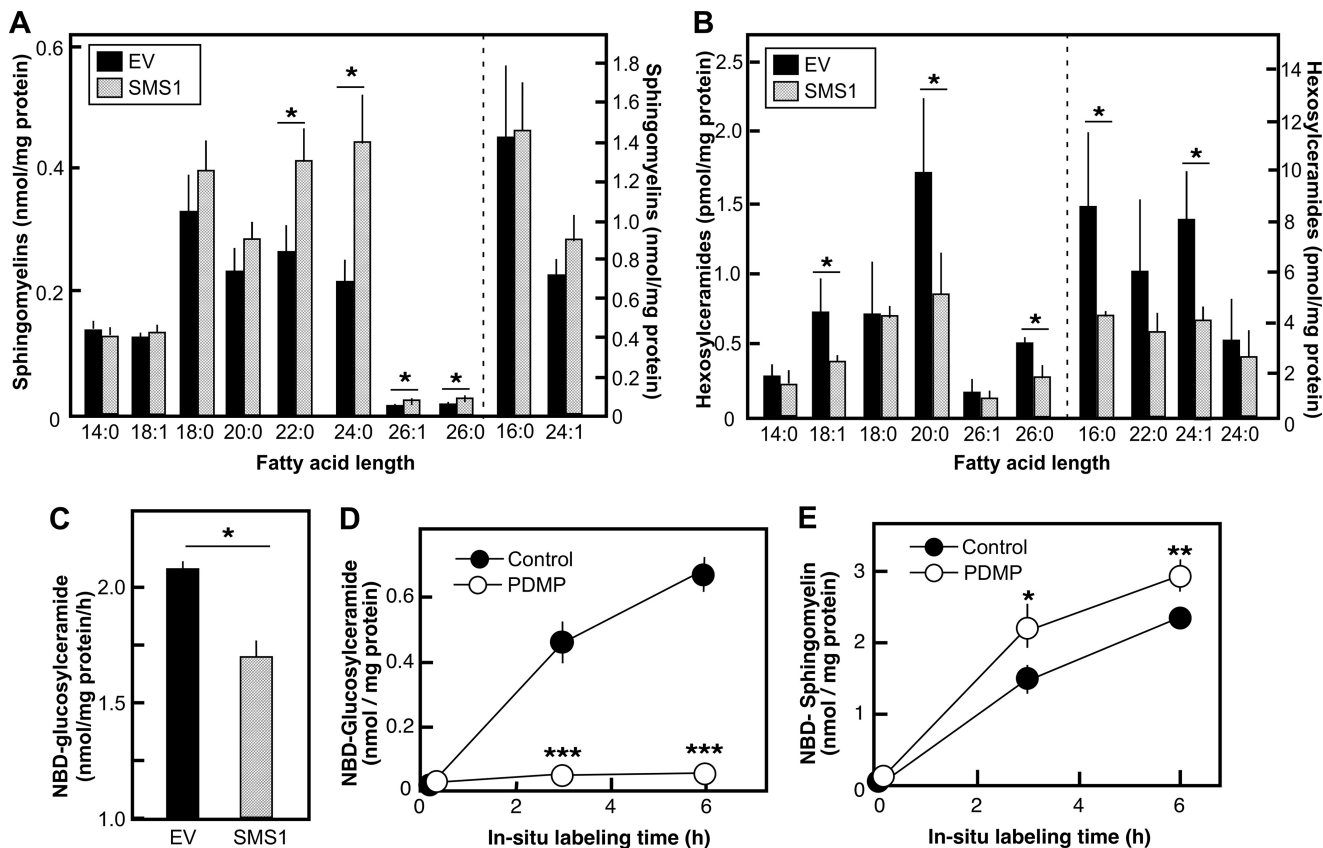 A
B
Sphingomyelins (nmol/mg protein)
0.6
0.4
0.2
0
EV
SMS1
*
*
*
*
1.8
1.6
1.4
1.2
1.0
0.8
0.6
0.4
0.2
0
Sphingomyelins (nmol/mg protein)
14:0 18:1 18:0 20:0 22:0 24:0 26:1 26:0 16:0 24:1
Fatty acid length
Hexosylceramides (pmol/mg protein)
2.5
2.0
1.5
1.0
0.5
0
EV
SMS1
*
*
*
*
*
14
12
10
8
6
4
2
0
Hexosylceramides (pmol/mg protein)
14:0 18:1 18:0 20:0 26:1 26:0 16:0 22:0 24:1 24:0
Fatty acid length
C
NBD-glucosylceramide
(nmol/mg protein/h)
2.0
1.5
1.0
*
EV SMS1
D
NBD-Glucosylceramide
(nmol / mg protein)
0.6
0.4
0.2
0
Control
PDMP
***
***
0 2 4 6
In-situ labeling time (h)
E
NBD- Sphingomyelin
(nmol / mg protein)
3
2
1
0
Control
PDMP
*
**
0 2 4 6
In-situ labeling time (h)